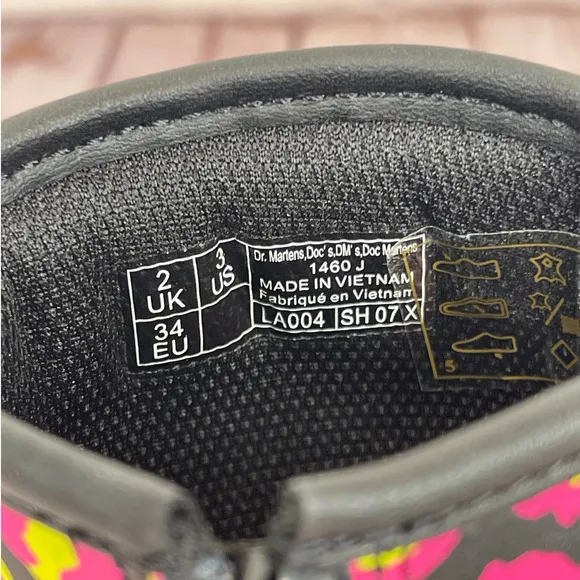 2 UK
3 US
34 EU
Dr. Martens,Doc's,DM's,Doc Martens
1460 J
MADE IN VIETNAM
Fabriqué en Vietnam
LA004 SH 07 X
5